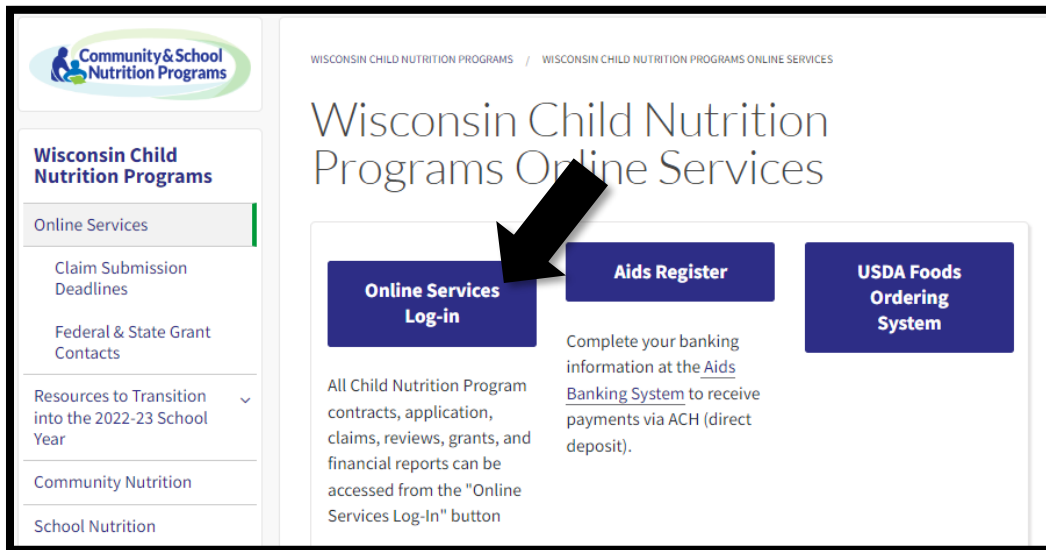 Community & School
Nutrition Programs
Wisconsin Child
Nutrition Programs
Online Services
Claim Submission
Deadlines
Federal & State Grant
Contacts
Resources to Transition
into the 2022-23 School
Year
Community Nutrition
School Nutrition
WISCONSIN CHILD NUTRITION PROGRAMS / WISCONSIN CHILD NUTRITION PROGRAMS ONLINE SERVICES
Wisconsin Child Nutrition
Programs Online Services
Online Services
Log-in
All Child Nutrition Program
contracts, application,
claims, reviews, grants, and
financial reports can be
accessed from the "Online
Services Log-In" button
Aids Register
Complete your banking
information at the Aids
Banking System to receive
payments via ACH (direct
deposit).
USDA Foods
Ordering
System